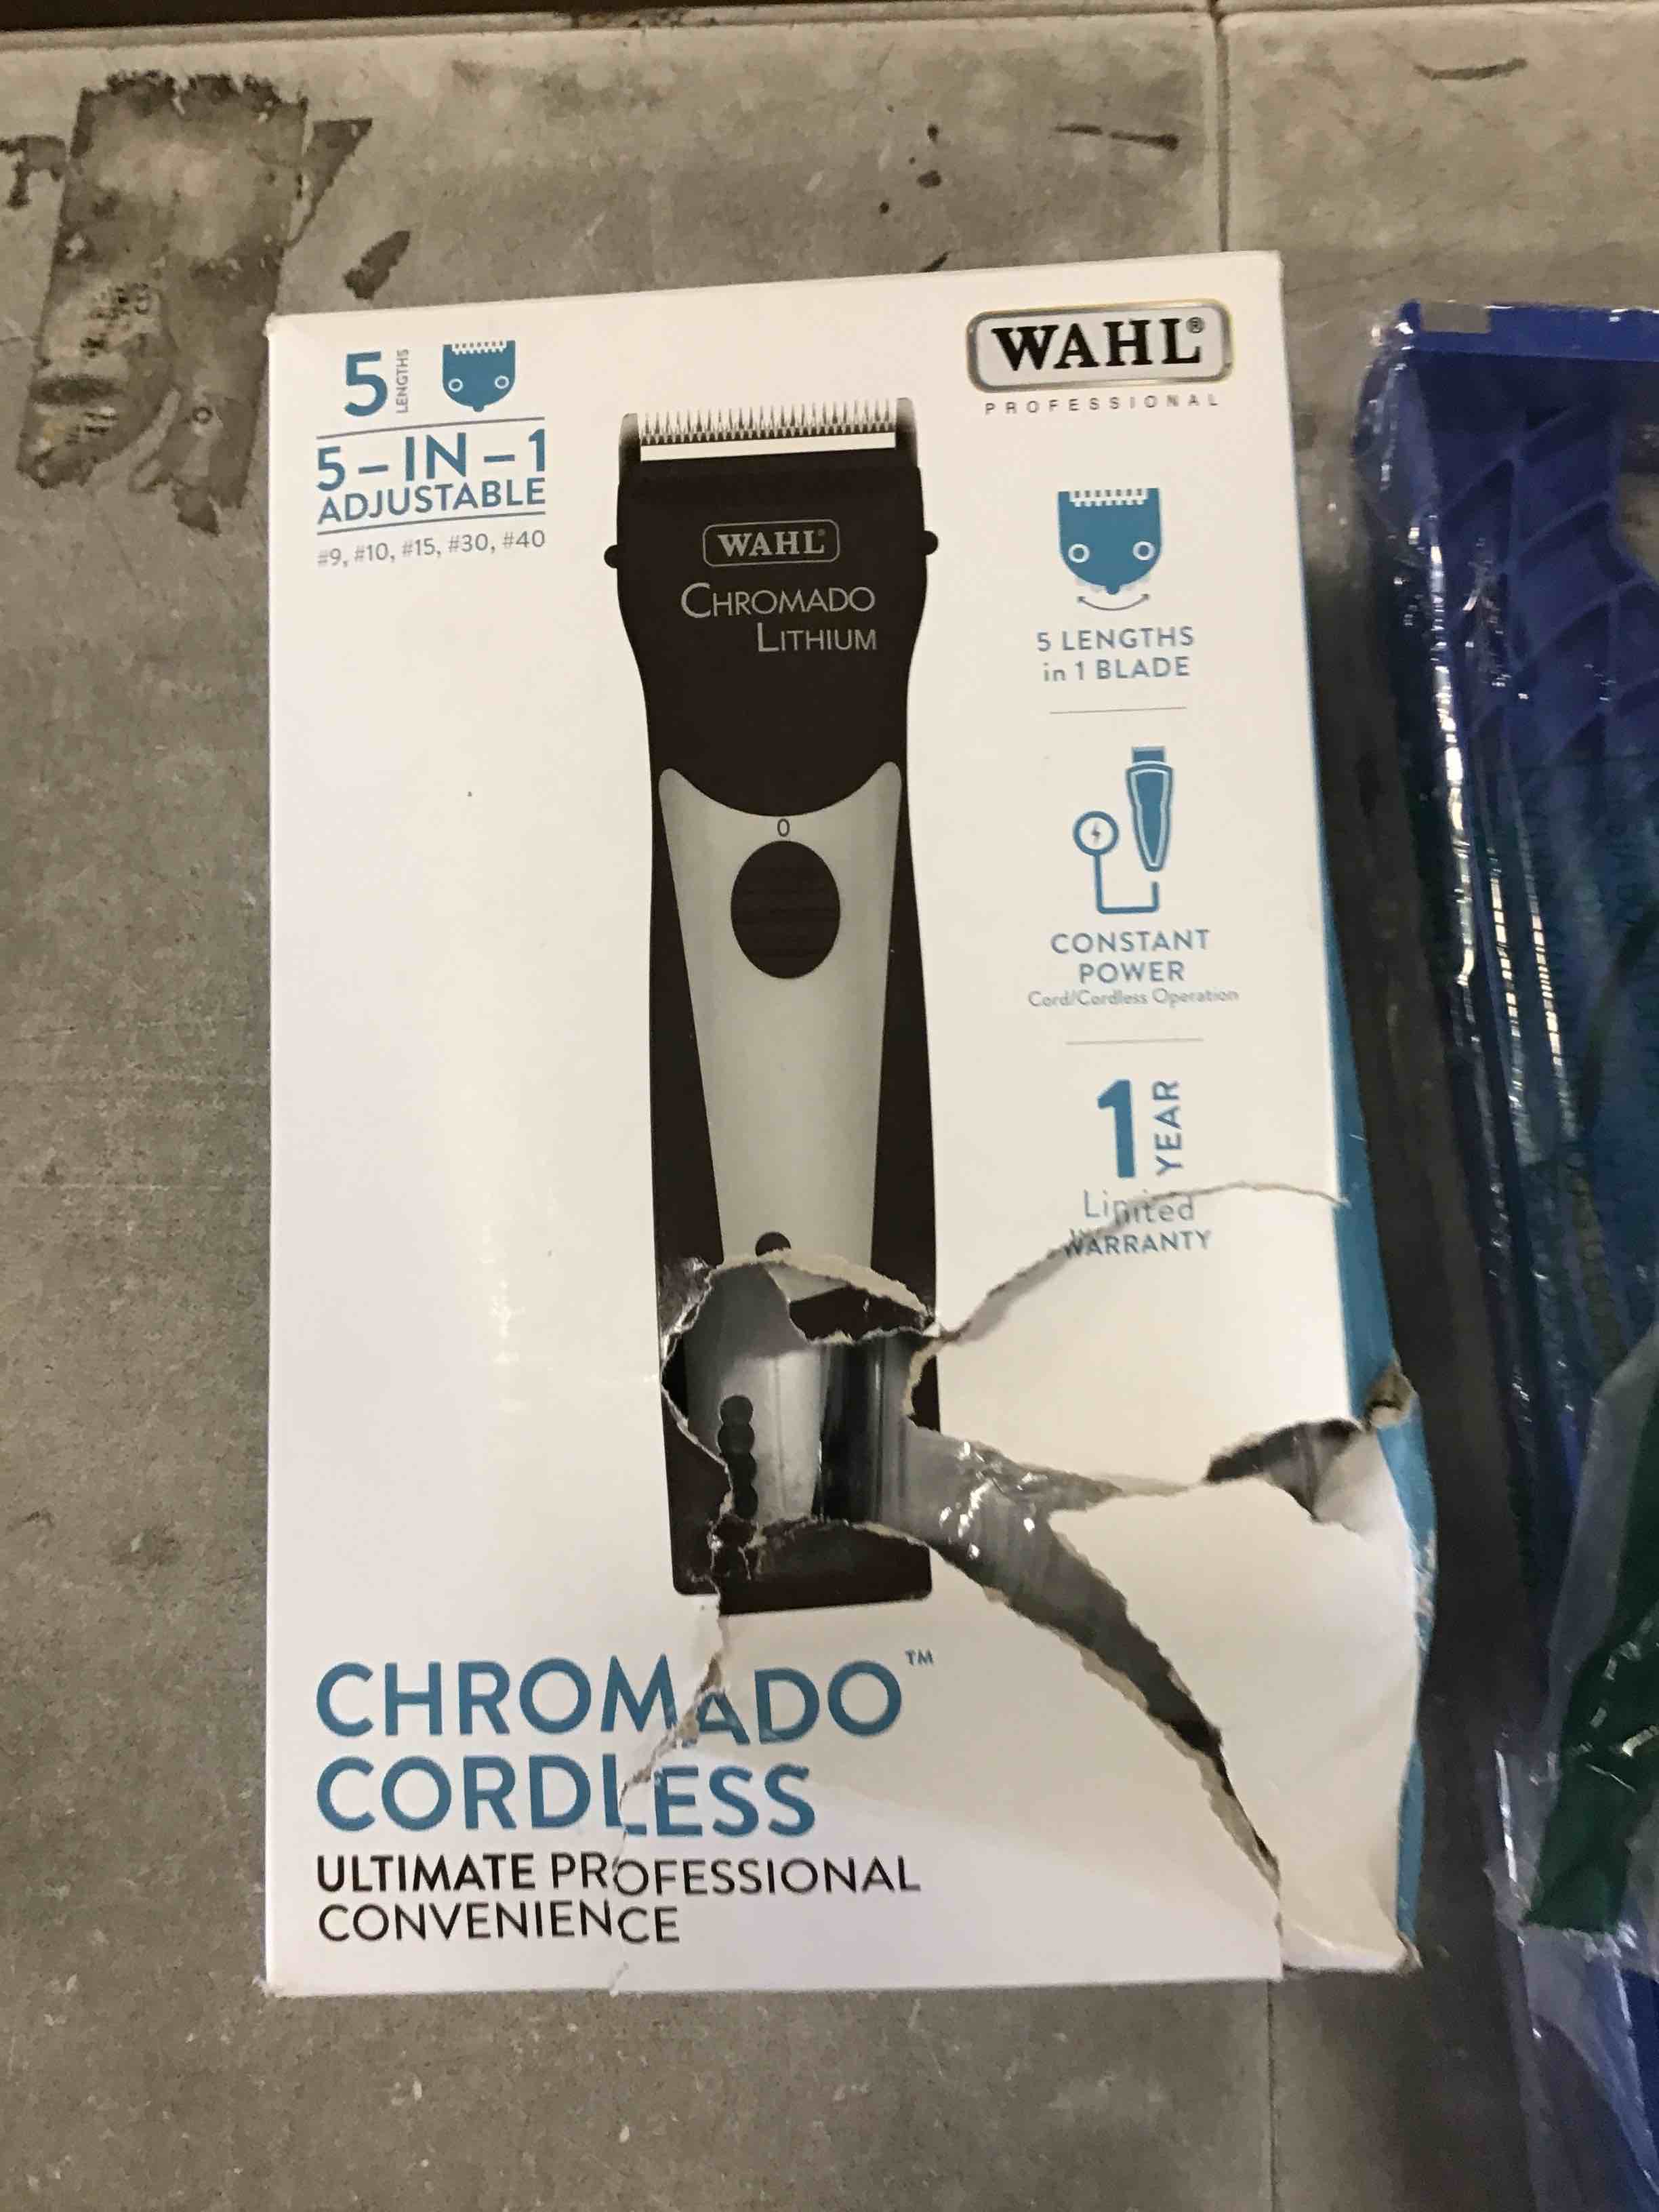 5 LENGTHS
5-IN-1
ADJUSTABLE
#9, #10, #15, #30, #40
WAHL®
PROFESSIONAL
WAHL®
CHROMADO
LITHIUM
0
5 LENGTHS
in 1 BLADE
CONSTANT
POWER
Cord/Cordless Operation
1 YEAR
Limited
WARRANTY
CHROMADO™
CORDLESS
ULTIMATE PROFESSIONAL
CONVENIENCE